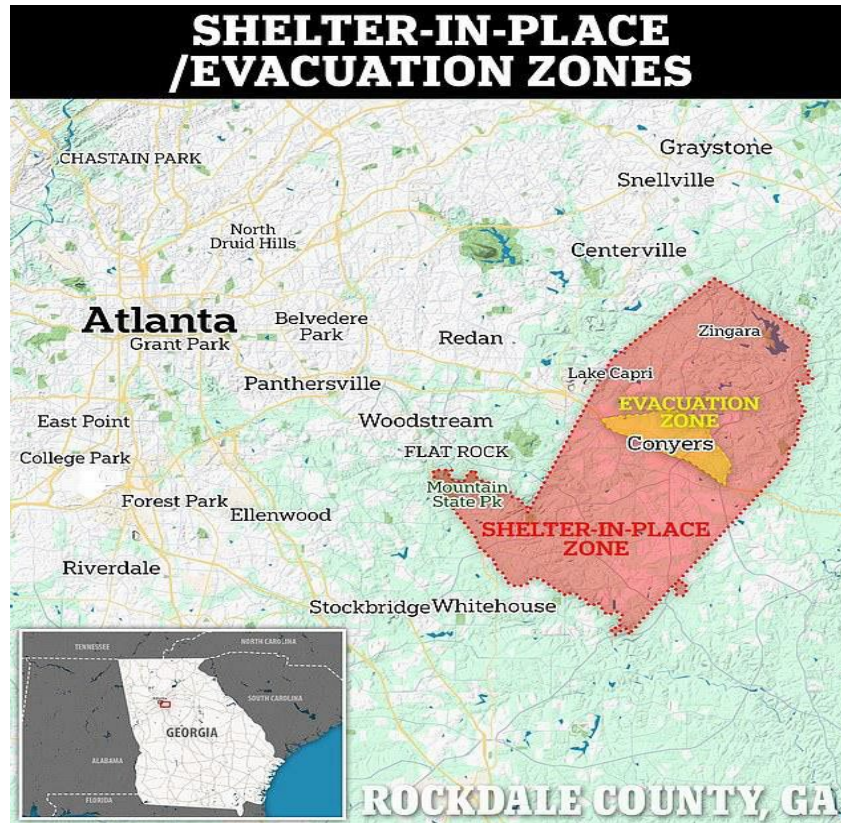 SHELTER-IN-PLACE
/EVACUATION ZONES
CHASTAIN PARK
Graystone
Snellville
North
Druid Hills
Centerville
Atlanta
Grant Park
Belvedere
Park
Redan
Zingara
Lake Capri
Panthersville
EVACUATION
ZONE
East Point
Woodstream
Conyers
College Park
FLAT ROCK
Mountain
State Pk
Forest Park
Ellenwood
SHELTER-IN-PLACE
ZONE
Riverdale
Stockbridge
Whitehouse
TENNESSEE
NORTH CAROLINA
SOUTH CAROLINA
GEORGIA
ALABAMA
FLORIDA
ROCKDALE COUNTY, GA